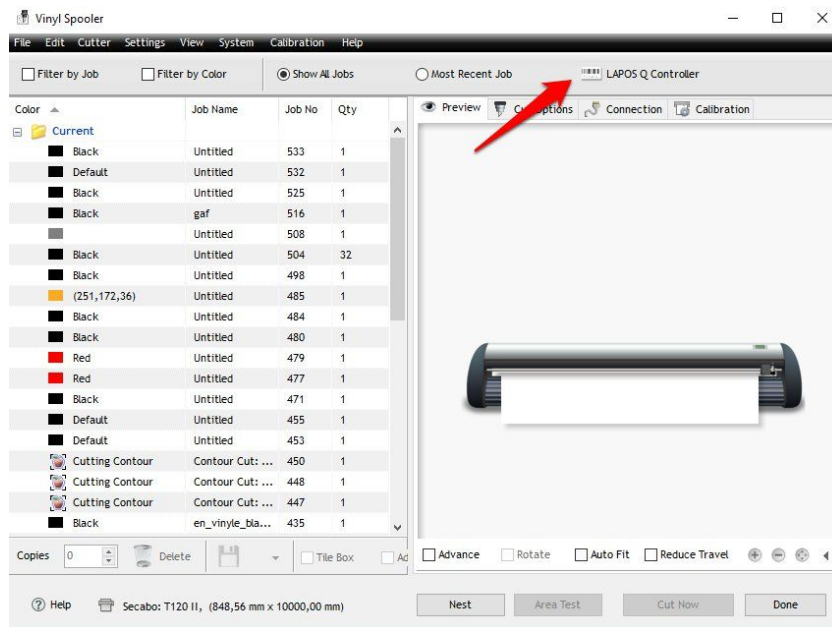 Vinyl Spooler
File Edit Cutter Settings View System Calibration Help
Filter by Job Filter by Color Show All Jobs Most Recent Job LAPOS Q Controller
Color Job Name Job No Qty
Preview Options Connection Calibration
Current
Black Untitled 533 1
Default Untitled 532 1
Black Untitled 525 1
Black gaf 516 1
Untitled 508 1
Black Untitled 504 32
Black Untitled 498 1
(251,172,36) Untitled 485 1
Black Untitled 484 1
Black Untitled 480 1
Red Untitled 479 1
Red Untitled 477 1
Black Untitled 471 1
Default Untitled 455 1
Default Untitled 453 1
Cutting Contour Contour Cut: ... 450 1
Cutting Contour Contour Cut: ... 448 1
Cutting Contour Contour Cut: ... 447 1
Black en_vinyle_bla... 435 1
Copies 0 Delete Tile Box Ad
Advance Rotate Auto Fit Reduce Travel
Help Secabo: T120 II, (848,56 mm x 10000,00 mm)
Nest Area Test Cut Now Done